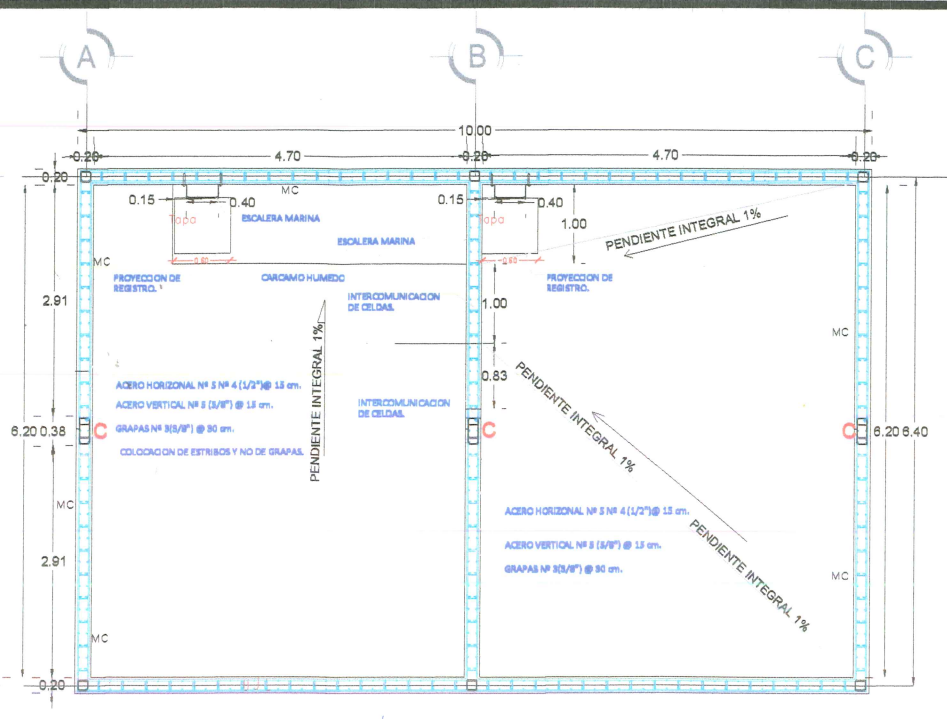 A
B
C
10.00
0.20
4.70
0.20
4.70
0.20
0.20
MC
0.15
0.40
0.15
0.40
Tapa
ESCALERA MARINA
Tapa
1.00
PENDIENTE INTEGRAL 1%
ESCALERA MARINA
MC
0.60
0.60
PROYECCION DE
REGISTRO.
CARCAMO HUMEDO
PROYECCION DE
REGISTRO.
2.91
INTERCOMUNICACION
DE CELDAS.
1.00
MC
PENDIENTE INTEGRAL 1%
0.83
PENDIENTE INTEGRAL 1%
ACERO HORIZONAL Nº 5 Nº 4 (1/2")@ 15 cm.
ACERO VERTICAL Nº 5 (5/8") @ 15 cm.
INTERCOMUNICACION
DE CELDAS.
GRAPAS Nº 3(3/8") @ 30 cm.
6.20
0.38
C
C
C
6.20
6.40
COLOCACION DE ESTRIBOS Y NO DE GRAPAS.
MC
ACERO HORIZONAL Nº 5 Nº 4 (1/2")@ 15 cm.
PENDIENTE INTEGRAL 1%
ACERO VERTICAL Nº 5 (5/8") @ 15 cm.
2.91
GRAPAS Nº 3(3/8") @ 30 cm.
MC
MC
0.20